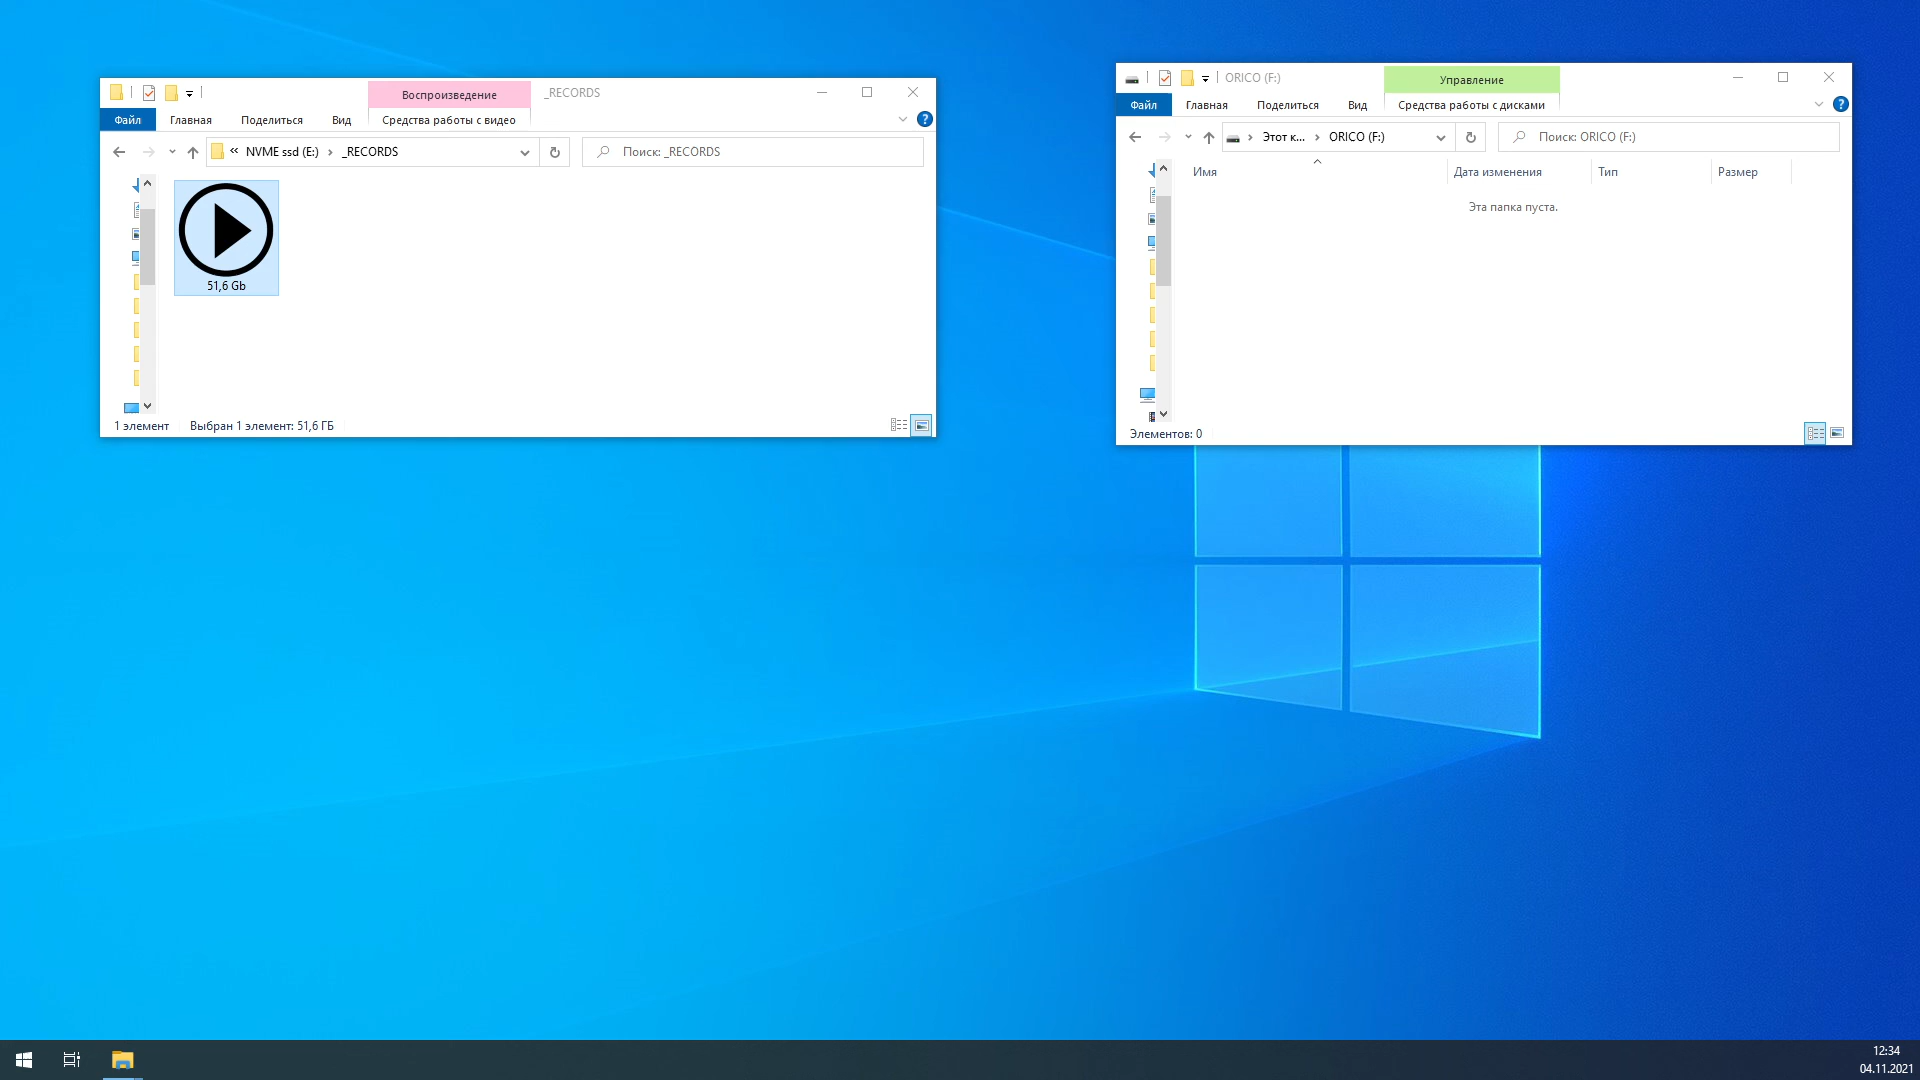 Воспроизведение
_RECORDS
Файл
Главная
Поделиться
Вид
Средства работы с видео
NVME ssd (E:)
_RECORDS
Поиск: _RECORDS
51,6 Gb
1 элемент
Выбран 1 элемент: 51,6 ГБ
ORICO (F:)
Управление
Файл
Главная
Поделиться
Вид
Средства работы с дисками
Этот к...
ORICO (F:)
Поиск: ORICO (F:)
Имя
Дата изменения
Тип
Размер
Эта папка пуста.
Элементов: 0
12:34
04.11.2021